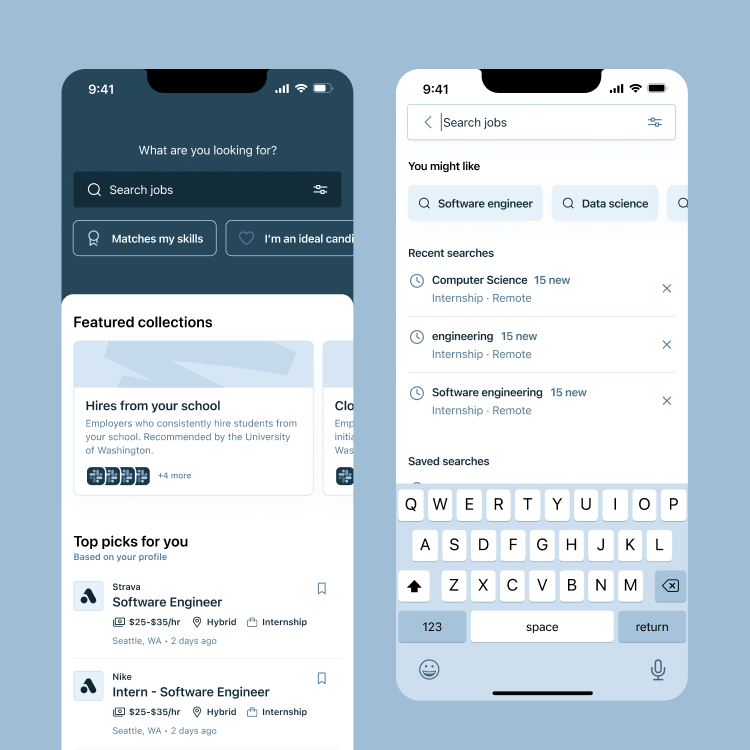 9:41
What are you looking for?
Search jobs
Matches my skills
I'm an ideal candi
Featured collections
Hires from your school
Employers who consistently hire students from
your school. Recommended by the University
of Washington.
+4 more
Clo
Emp
initia
Was
Top picks for you
Based on your profile
Strava
Software Engineer
$25-$35/hr Hybrid Internship
Seattle, WA • 2 days ago
Nike
Intern - Software Engineer
$25-$35/hr Hybrid Internship
Seattle, WA • 2 days ago
9:41
Search jobs
You might like
Software engineer
Data science
Recent searches
Computer Science 15 new
Internship · Remote
engineering 15 new
Internship · Remote
Software engineering 15 new
Internship · Remote
Saved searches
Q W E R T Y U I O P
A S D F G H J K L
Z X C V B N M
123 space return